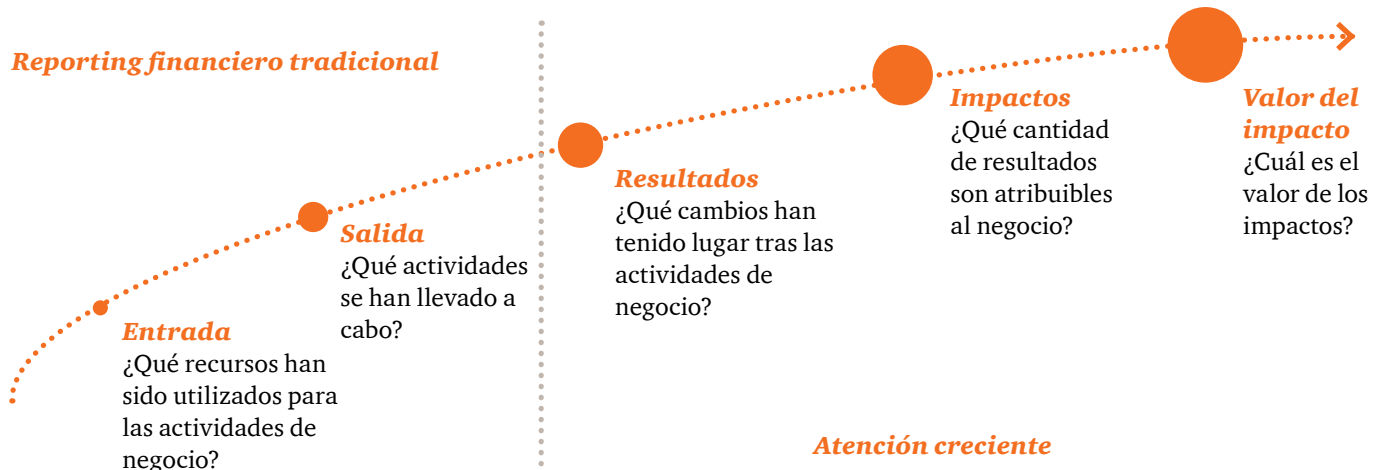 Reporting financiero tradicional
Entrada
¿Qué recursos han
sido utilizados para
las actividades de
negocio?
Salida
¿Qué actividades
se han llevado a
cabo?
Resultados
¿Qué cambios han
tenido lugar tras las
actividades de
negocio?
Impactos
¿Qué cantidad
de resultados
son atribuibles
al negocio?
Valor del
impacto
¿Cuál es el
valor de los
impactos?
Atención creciente